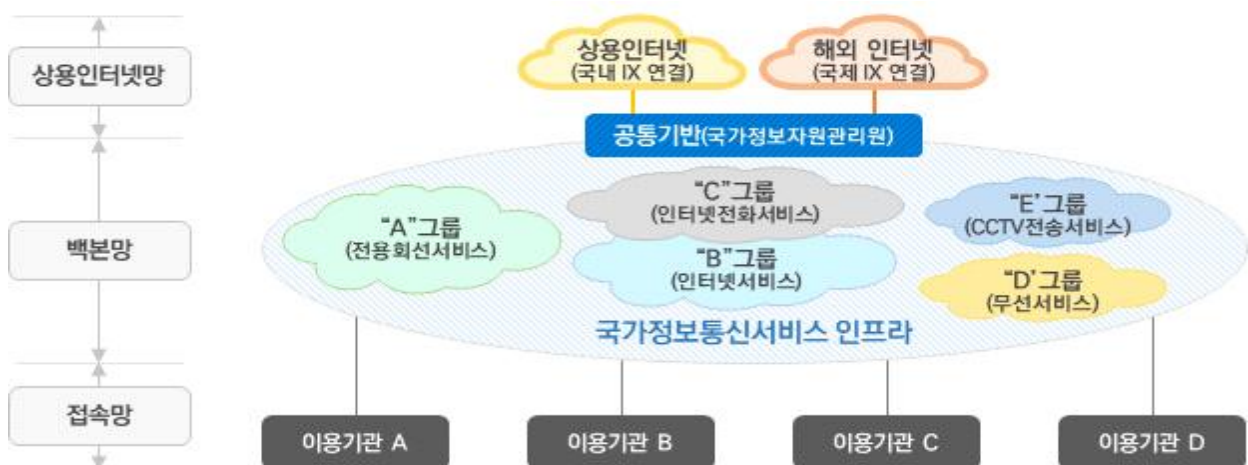 상용인터넷망
백본망
접속망
상용인터넷
(국내 IX 연결)
해외 인터넷
(국제 IX 연결)
공통기반(국가정보자원관리원)
“A”그룹
(전용회선서비스)
“C”그룹
(인터넷전화서비스)
“B”그룹
(인터넷서비스)
“E’그룹
(CCTV전송서비스)
“D’그룹
(무선서비스)
국가정보통신서비스 인프라
이용기관 A
이용기관 B
이용기관 C
이용기관 D